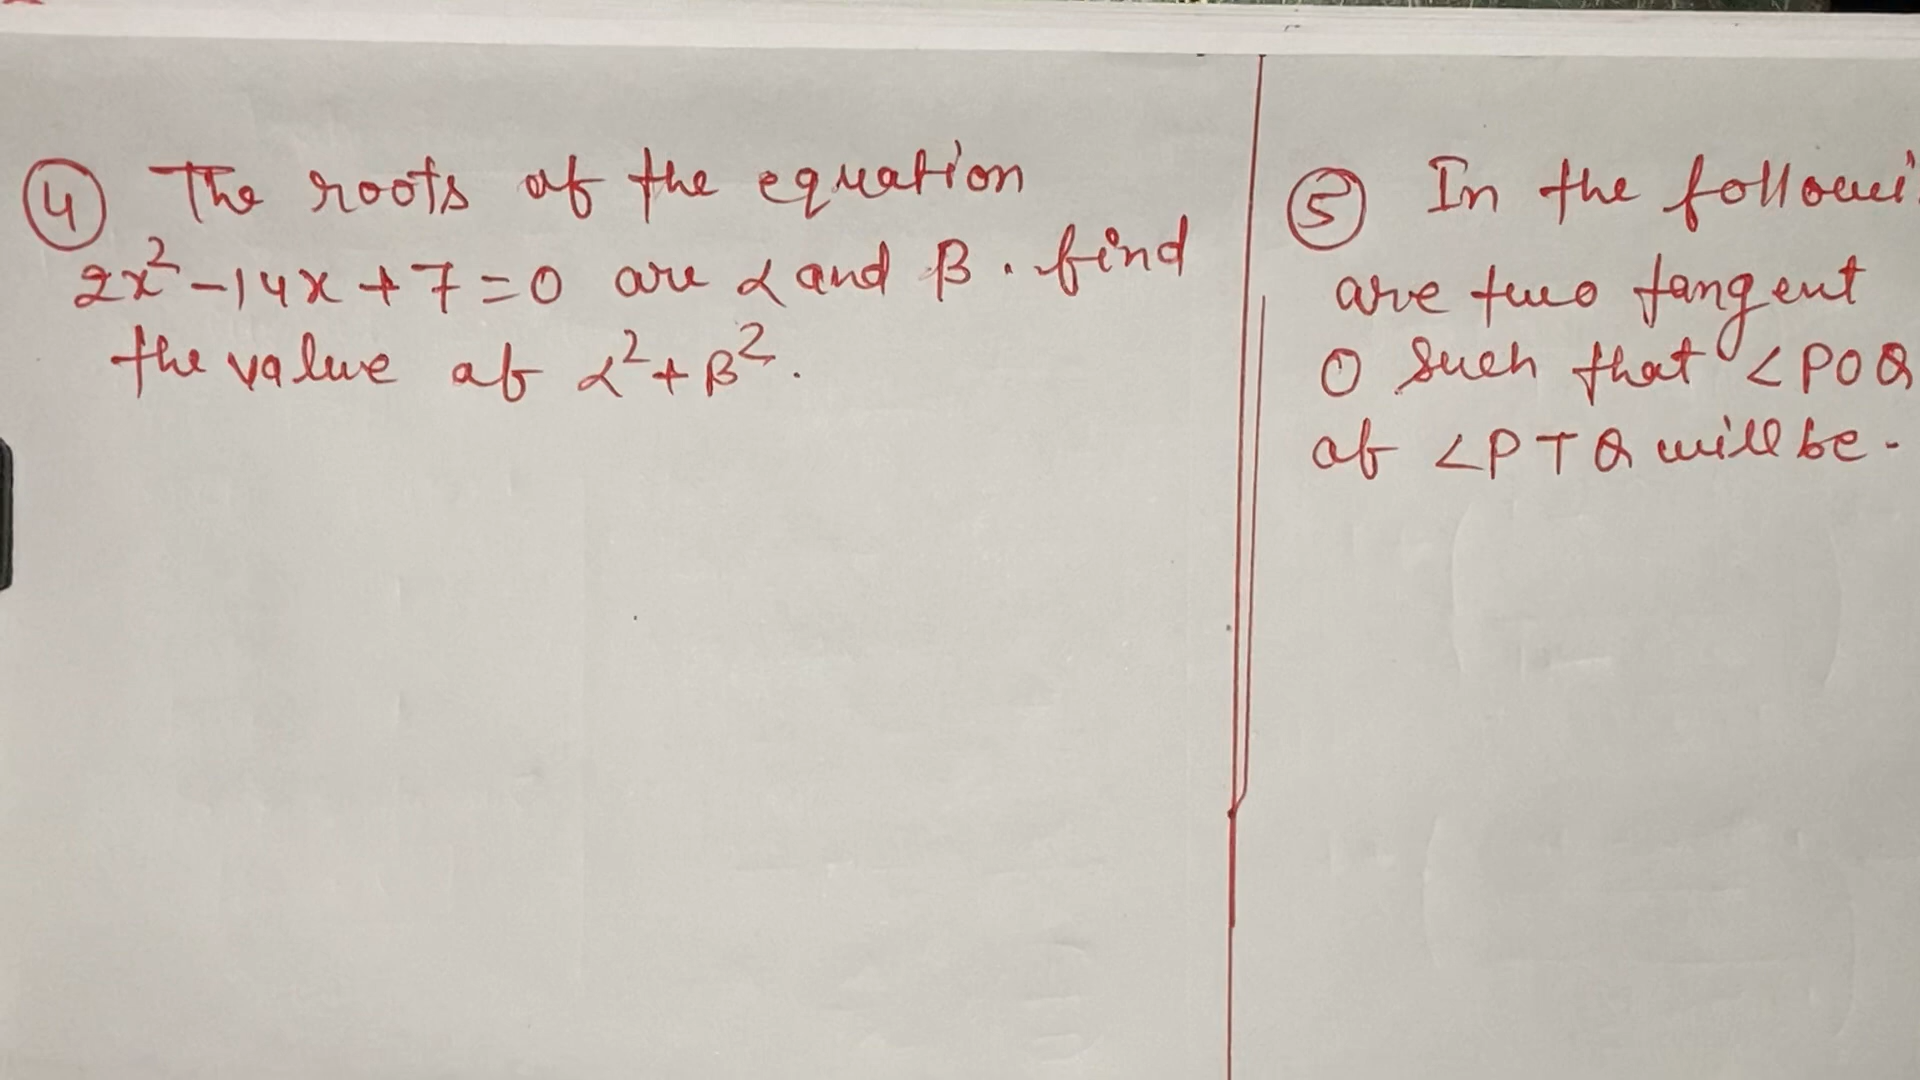 ④ The roots of the equation
2x²-14x+7=0 are α and β. find
the value of α²+β².
⑤ In the followi
are two tangent
O such that ∠POQ
of ∠PTQ will be-